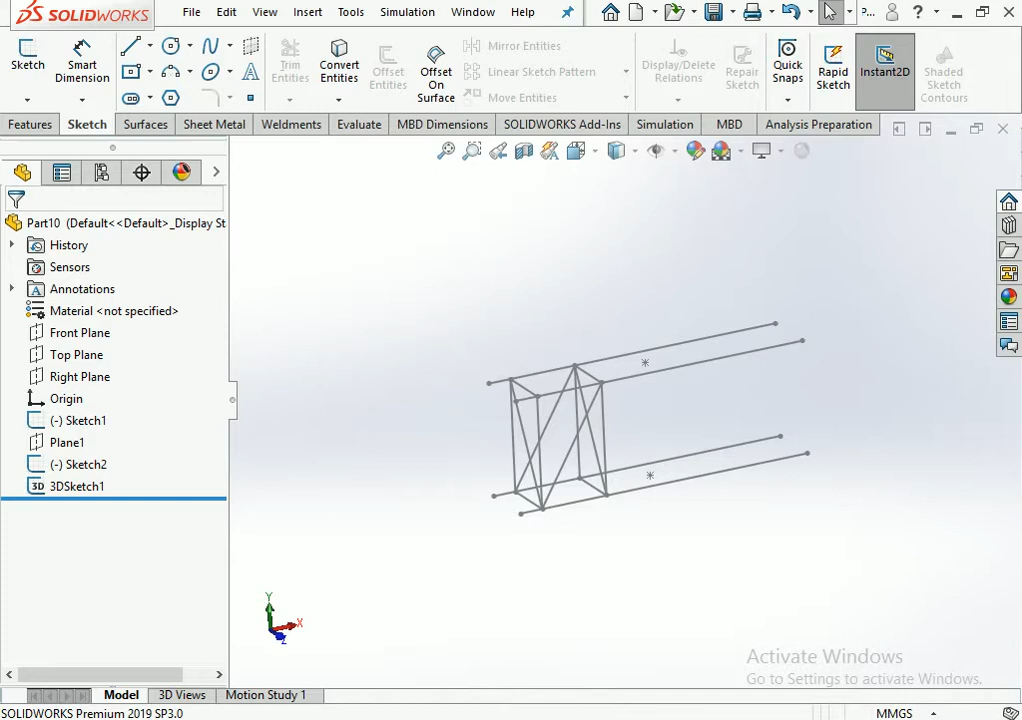 SOLIDWORKS File Edit View Insert Tools Simulation Window Help P... ?
Sketch
Smart Dimension
Trim Entities
Convert Entities
Offset Entities
Offset On Surface
Mirror Entities
Linear Sketch Pattern
Move Entities
Display/Delete Relations
Repair Sketch
Quick Snaps
Rapid Sketch
Instant2D
Shaded Sketch Contours
Features Sketch Surfaces Sheet Metal Weldments Evaluate MBD Dimensions SOLIDWORKS Add-Ins Simulation MBD Analysis Preparation
Part10 (Default<<Default>_Display St
History
Sensors
Annotations
Material <not specified>
Front Plane
Top Plane
Right Plane
Origin
(-) Sketch1
Plane1
(-) Sketch2
3D 3DSketch1
Y
X
Z
Activate Windows
Go to Settings to activate Windows.
Model 3D Views Motion Study 1
SOLIDWORKS Premium 2019 SP3.0 MMGS